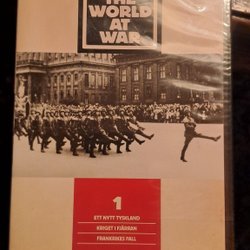 THE
WORLD
AT
WAR
1
ETT NYTT TYSKLAND
KRIGET I FJÄRRAN
FRANKRIKES FALL